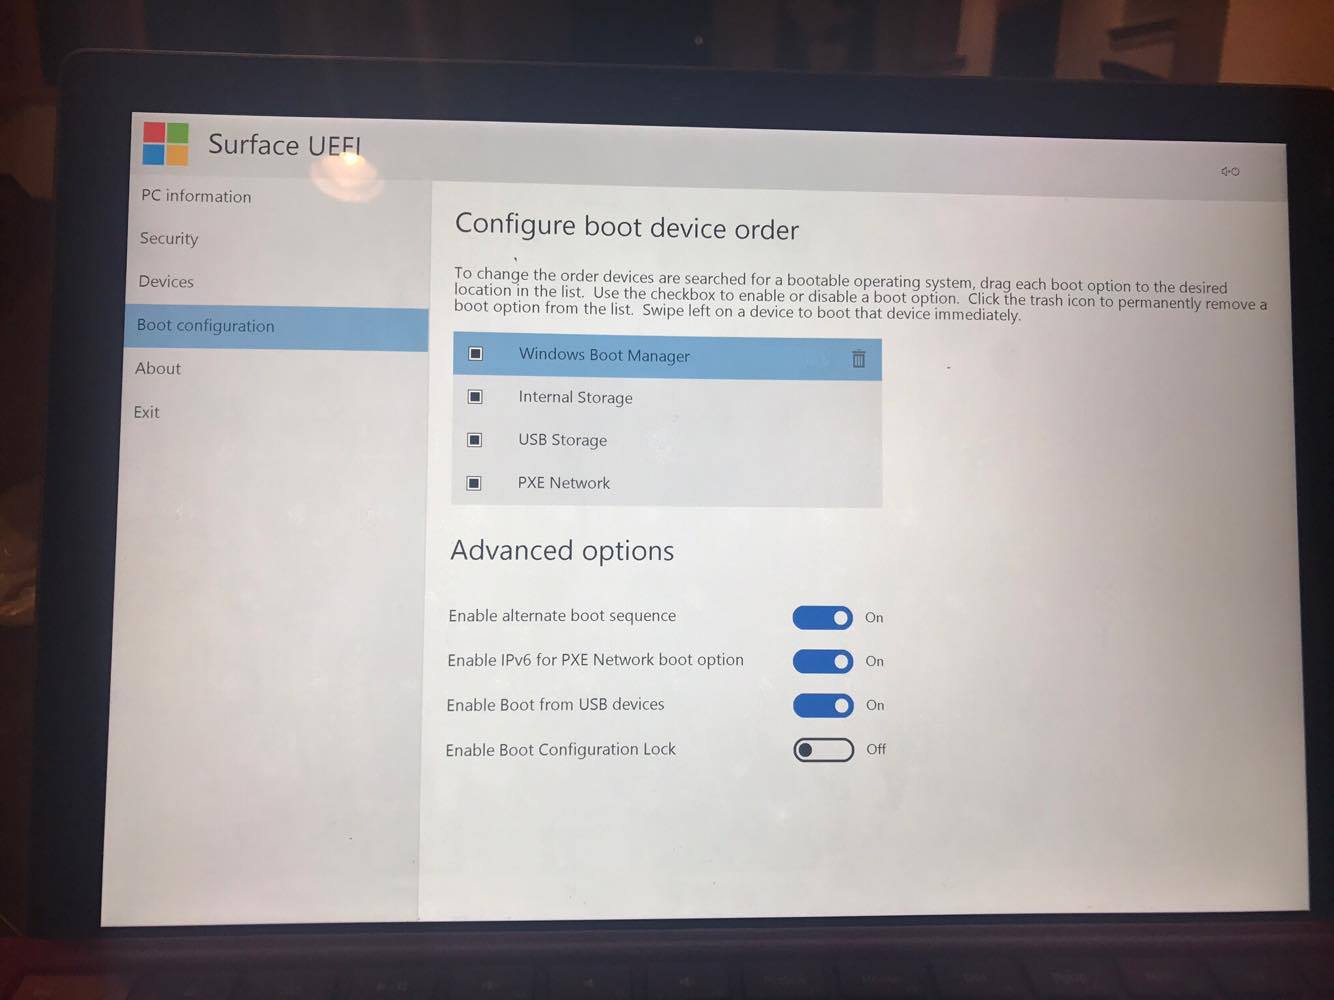 Surface UEFI
PC information
Security
Devices
Boot configuration
About
Exit
Configure boot device order
To change the order devices are searched for a bootable operating system, drag each boot option to the desired
location in the list.  Use the checkbox to enable or disable a boot option.  Click the trash icon to permanently remove a
boot option from the list.  Swipe left on a device to boot that device immediately.
Windows Boot Manager
Internal Storage
USB Storage
PXE Network
Advanced options
Enable alternate boot sequence On
Enable IPv6 for PXE Network boot option On
Enable Boot from USB devices On
Enable Boot Configuration Lock Off